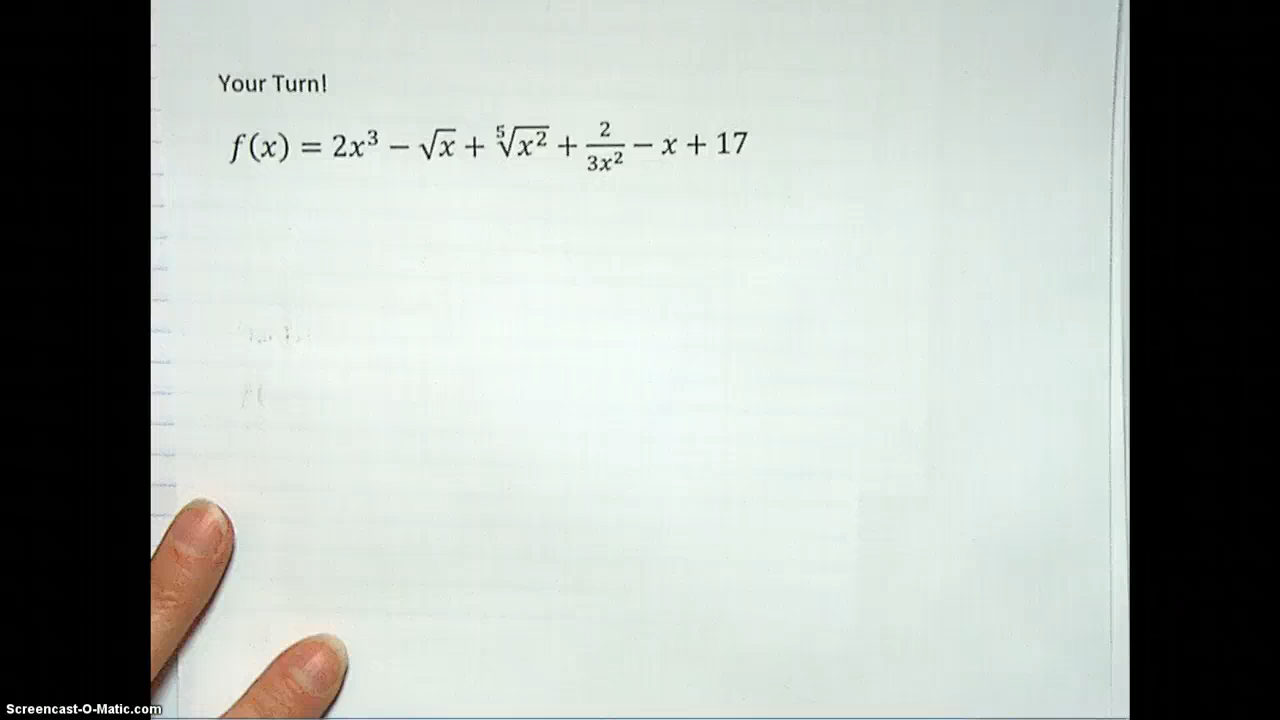 Your Turn!
f(x) = 2x³ − √x + ⁵√x² + 2/3x² − x + 17
Screencast-O-Matic.com